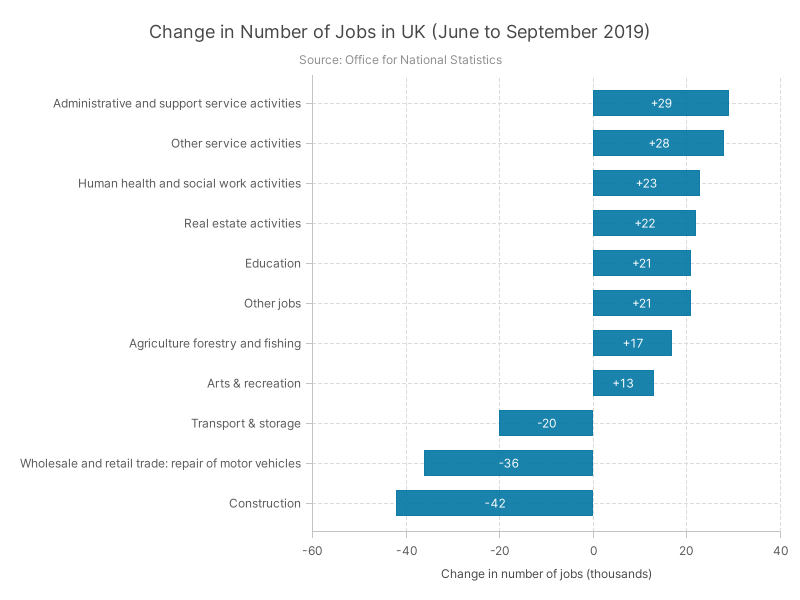 Change in Number of Jobs in UK (June to September 2019)
Source: Office for National Statistics
Administrative and support service activities +29
Other service activities +28
Human health and social work activities +23
Real estate activities +22
Education +21
Other jobs +21
Agriculture forestry and fishing +17
Arts & recreation +13
Transport & storage -20
Wholesale and retail trade: repair of motor vehicles -36
Construction -42
-60 -40 -20 0 20 40
Change in number of jobs (thousands)